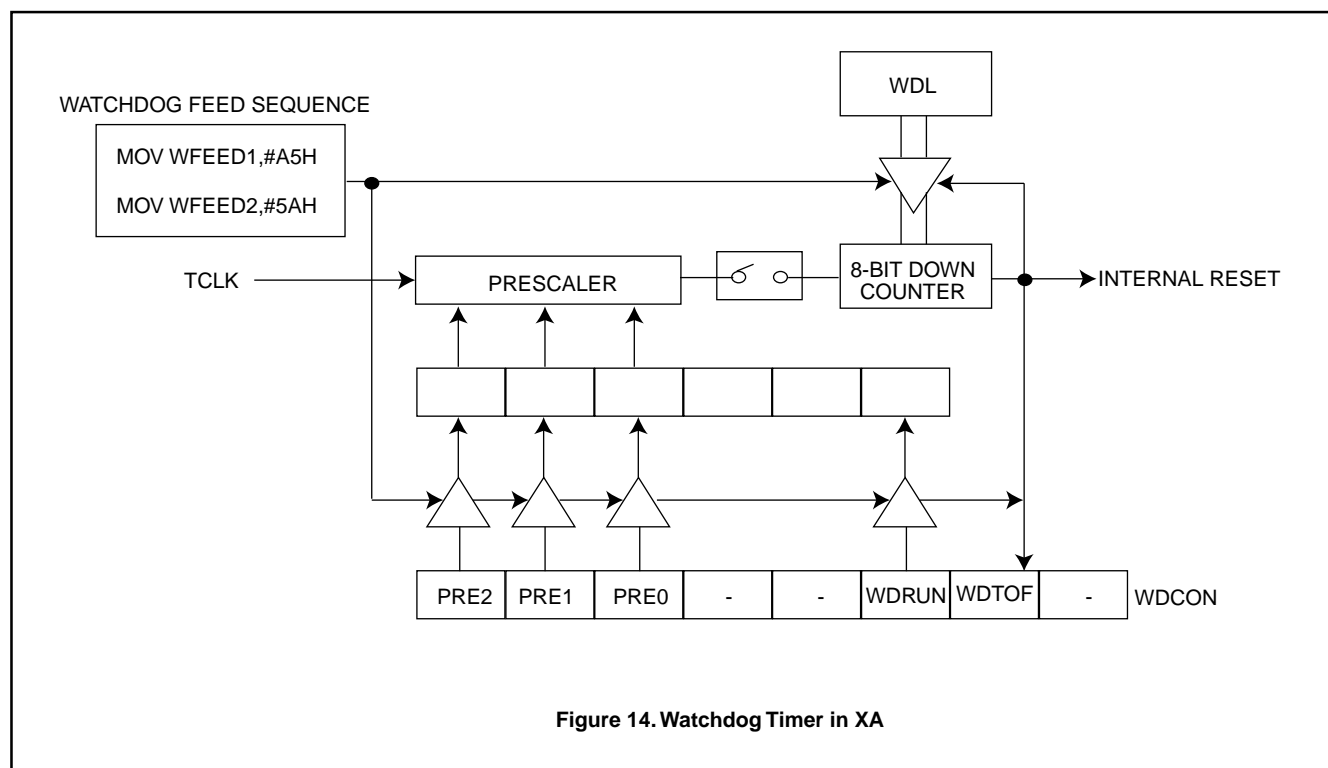 WDL
WATCHDOG FEED SEQUENCE
MOV WFEED1,#A5H
MOV WFEED2,#5AH
TCLK
PRESCALER
8-BIT DOWN
COUNTER
INTERNAL RESET
PRE2 PRE1 PRE0 - - WDRUN WDTOF - WDCON
Figure 14. Watchdog Timer in XA